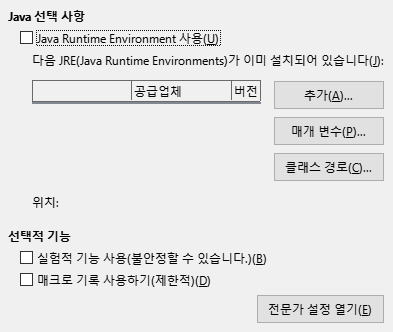 Java 선택 사항
Java Runtime Environment 사용(U)
다음 JRE(Java Runtime Environments)가 이미 설치되어 있습니다(J):
공급업체 버전
추가(A)...
매개 변수(P)...
클래스 경로(C)...
위치:
선택적 기능
실험적 기능 사용(불안정할 수 있습니다.)(B)
매크로 기록 사용하기(제한적)(D)
전문가 설정 열기(E)